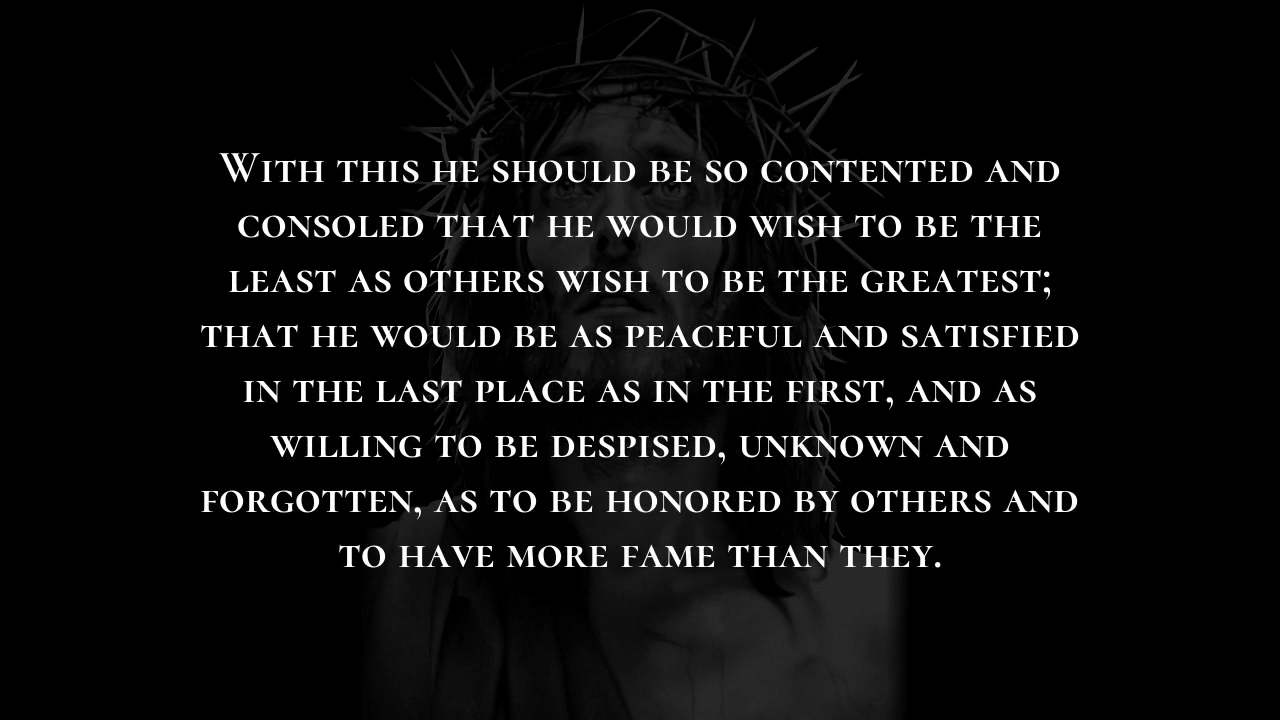 With this he should be so contented and
consoled that he would wish to be the
least as others wish to be the greatest;
that he would be as peaceful and satisfied
in the last place as in the first, and as
willing to be despised, unknown and
forgotten, as to be honored by others and
to have more fame than they.